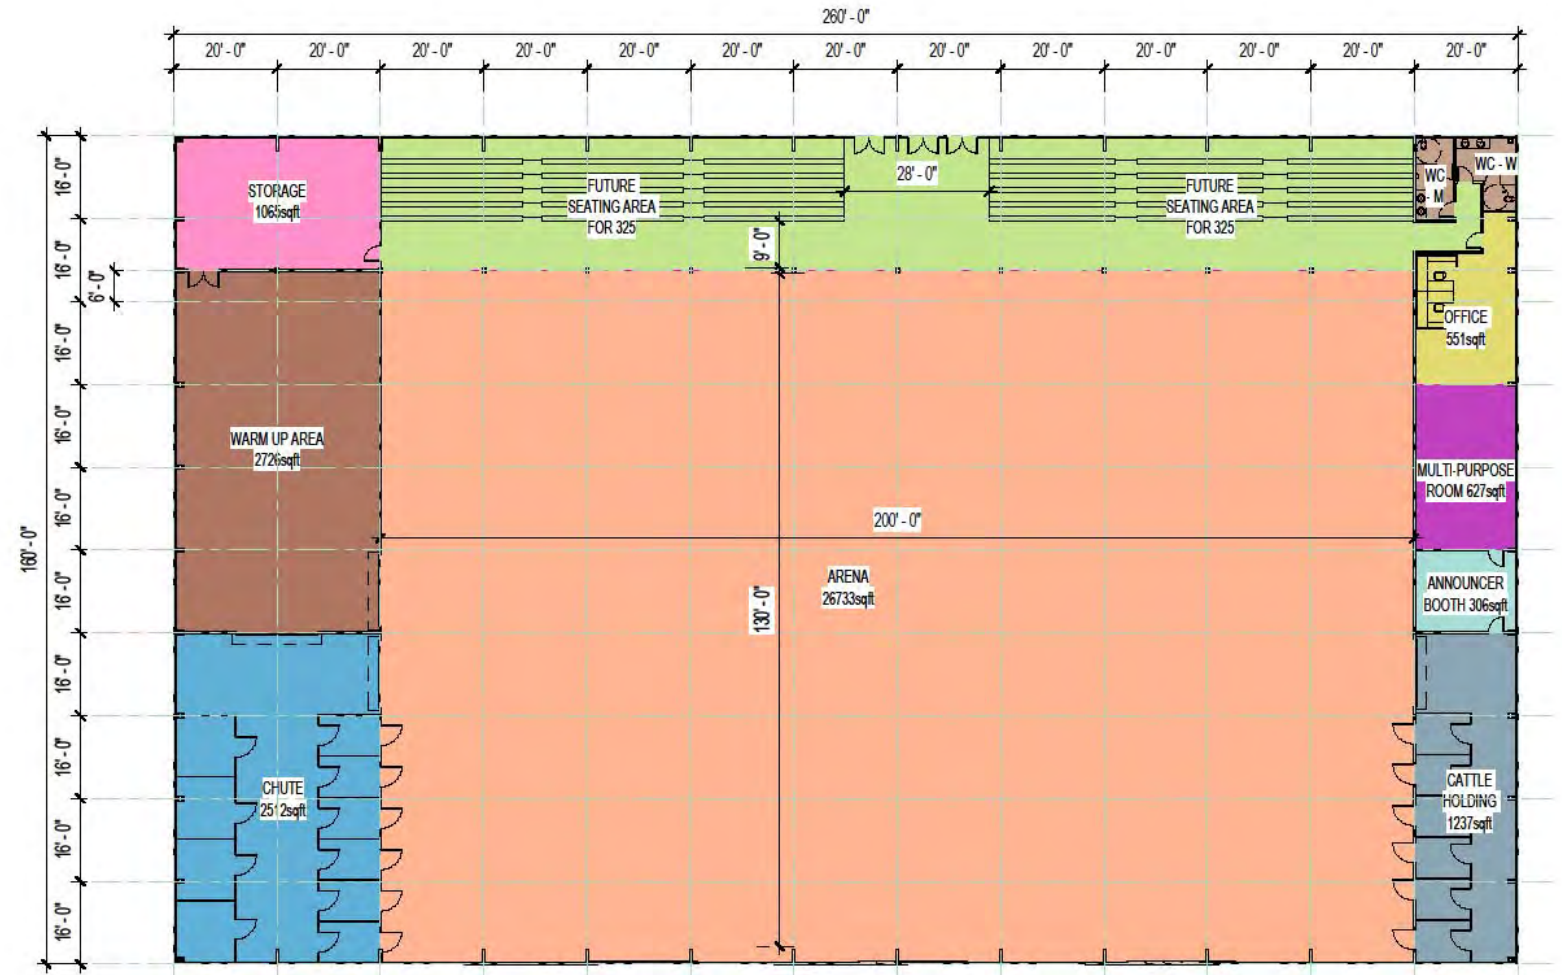 260' - 0"
20' - 0" 20' - 0" 20' - 0" 20' - 0" 20' - 0" 20' - 0" 20' - 0" 20' - 0" 20' - 0" 20' - 0" 20' - 0" 20' - 0" 20' - 0"
160' - 0"
16' - 0"
16' - 0"
16' - 0"
16' - 0"
16' - 0"
16' - 0"
16' - 0"
16' - 0"
16' - 0"
16' - 0"
6' - 0"
STORAGE
1065sqft
FUTURE
SEATING AREA
FOR 325
28' - 0"
9' - 0"
FUTURE
SEATING AREA
FOR 325
WC
- M
WC - W
OFFICE
551sqft
WARM UP AREA
2726sqft
MULTI-PURPOSE
ROOM 627sqft
200' - 0"
130' - 0"
ARENA
26733sqft
ANNOUNCER
BOOTH 306sqft
CHUTE
2512sqft
CATTLE
HOLDING
1237sqft